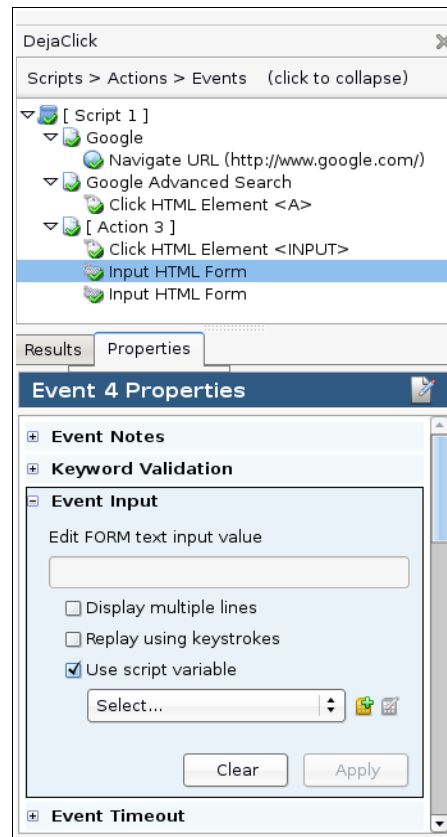 DejaClick
Scripts > Actions > Events (click to collapse)
[ Script 1 ]
Google
Navigate URL (http://www.google.com/)
Google Advanced Search
Click HTML Element <A>
[ Action 3 ]
Click HTML Element <INPUT>
Input HTML Form
Input HTML Form
Results Properties
Event 4 Properties
Event Notes
Keyword Validation
Event Input
Edit FORM text input value
Display multiple lines
Replay using keystrokes
Use script variable
Select...
Clear Apply
Event Timeout